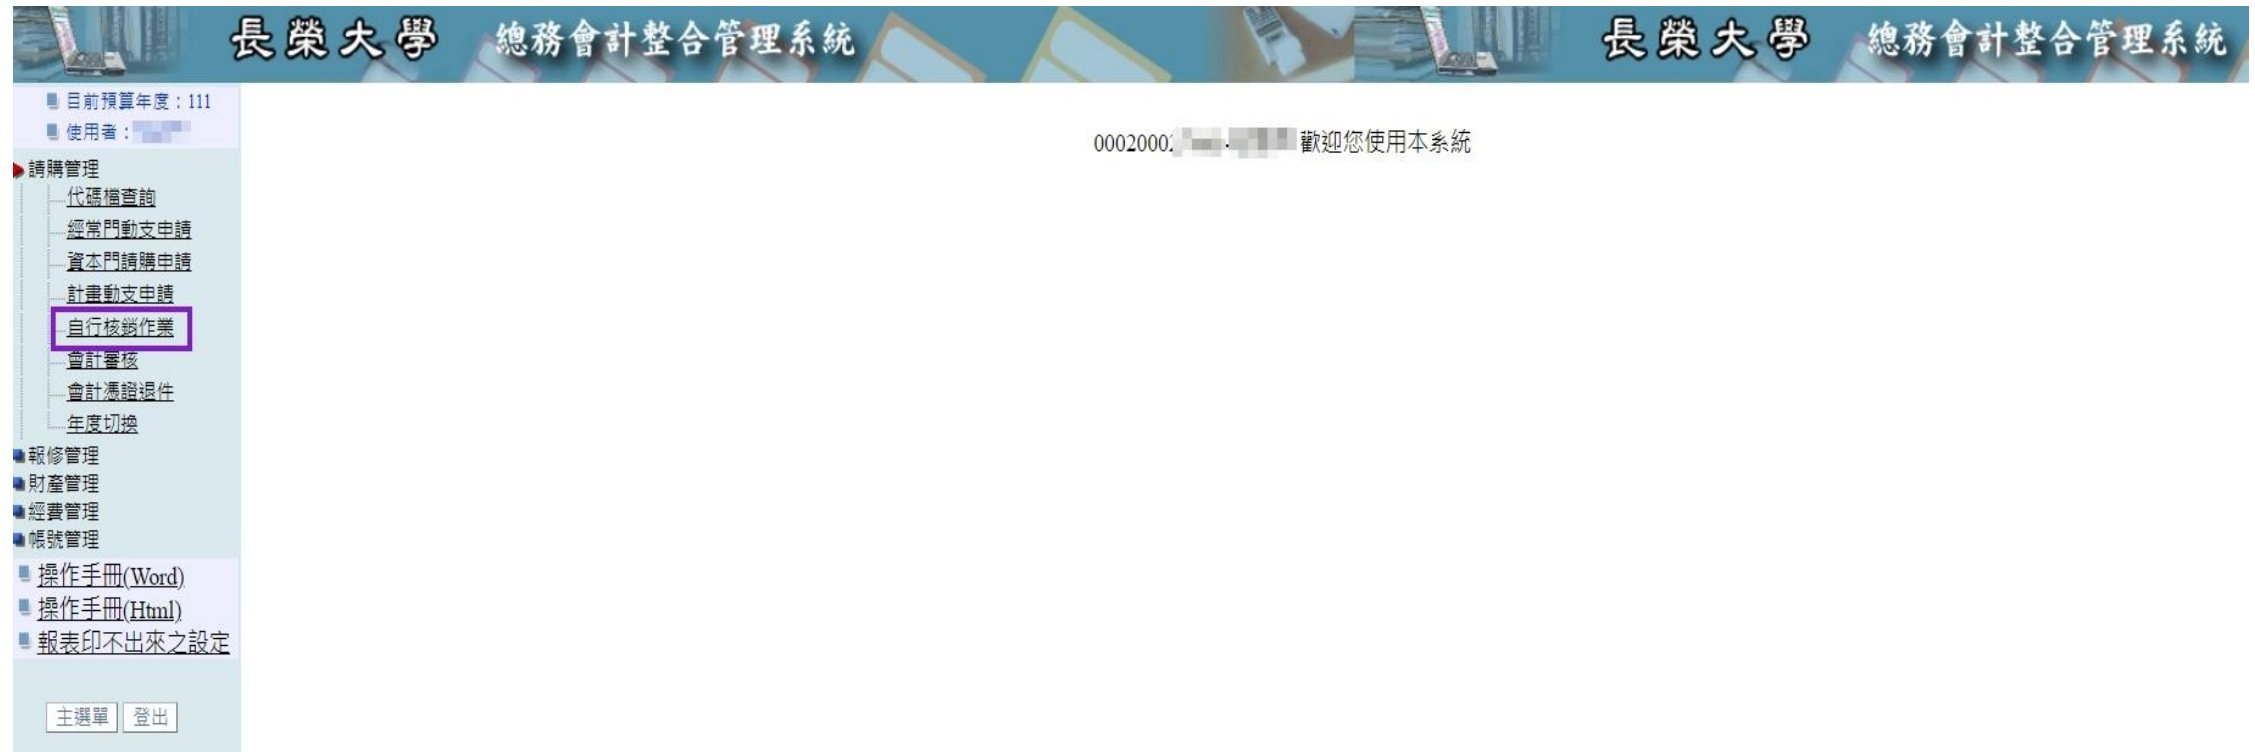 長榮大學 總務會計整合管理系統 長榮大學 總務會計整合管理系統
目前預算年度：111
使用者：
00020002 歡迎您使用本系統
請購管理
代碼檔查詢
經常門動支申請
資本門請購申請
計畫動支申請
自行核銷作業
會計審核
會計憑證退件
年度切換
報修管理
財產管理
經費管理
帳號管理
操作手冊(Word)
操作手冊(Html)
報表印不出來之設定
主選單 登出